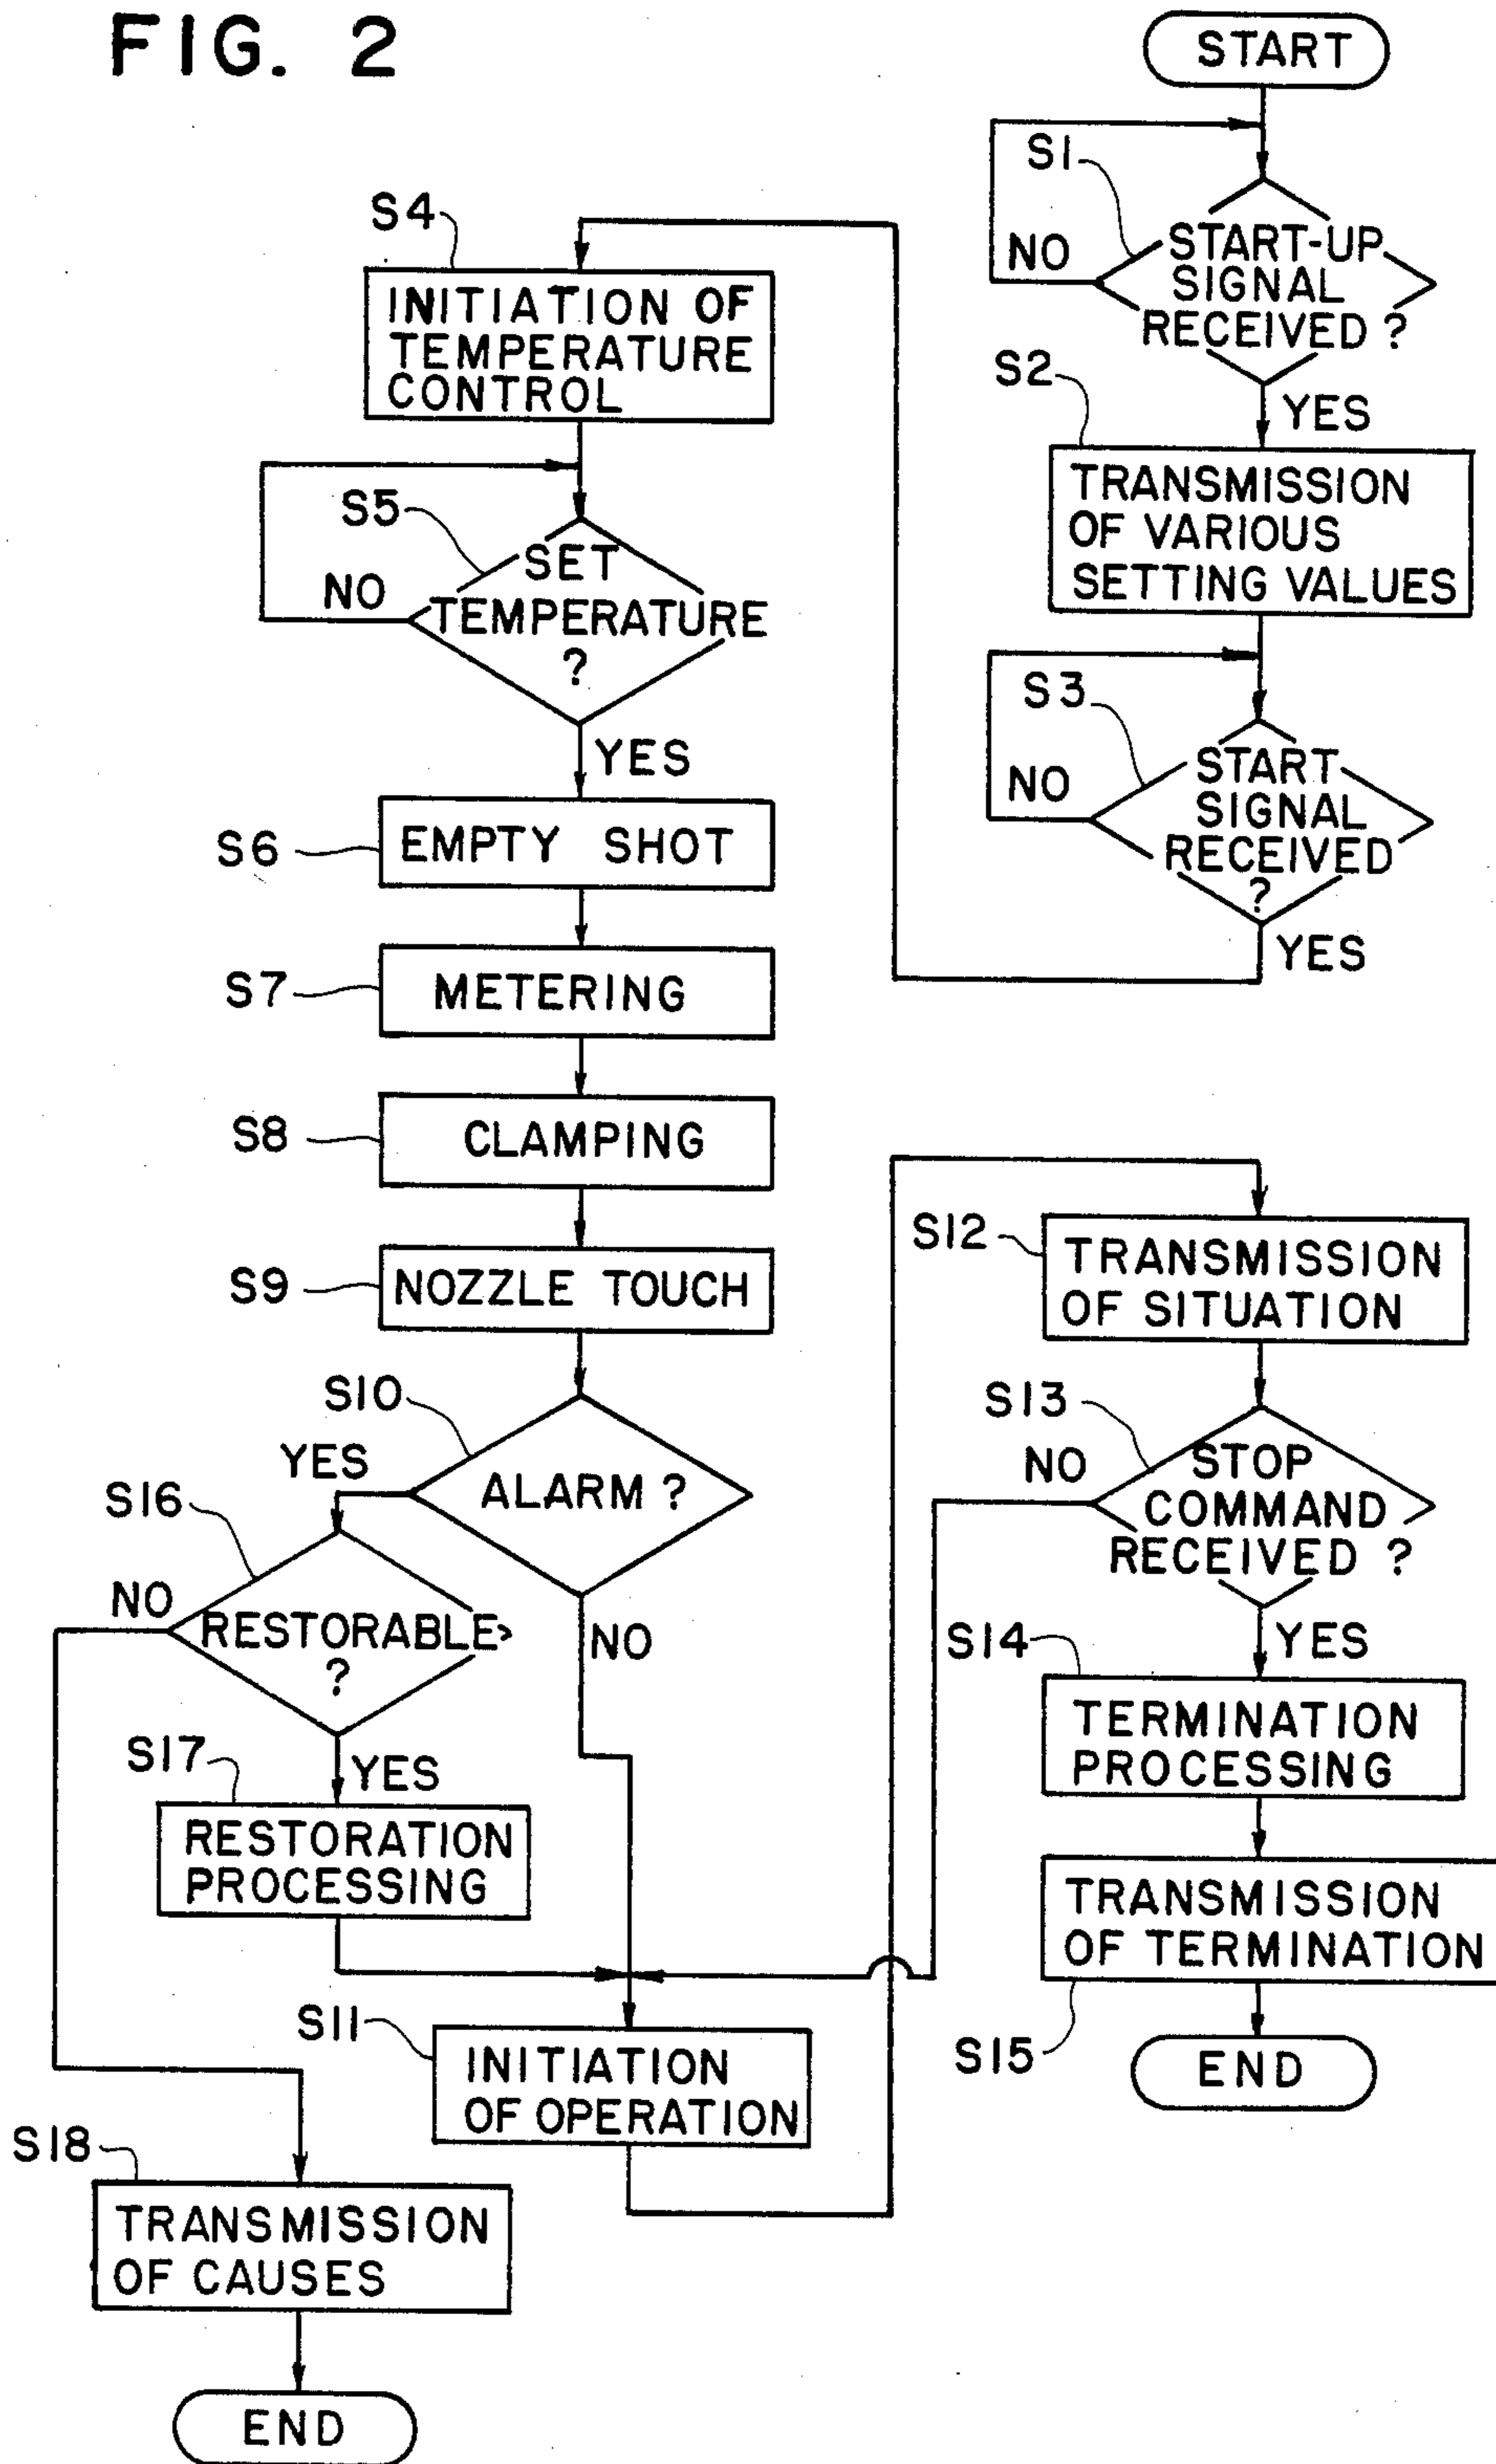 FIG. 2
START
S1
NO
START-UP
SIGNAL
RECEIVED ?
YES
S2
TRANSMISSION
OF VARIOUS
SETTING VALUES
S3
NO
START
SIGNAL
RECEIVED
?
YES
S4
INITIATION OF
TEMPERATURE
CONTROL
S5
NO
SET
TEMPERATURE
?
YES
S6
EMPTY SHOT
S7
METERING
S8
CLAMPING
S9
NOZZLE TOUCH
S10
YES
ALARM ?
NO
S16
NO
RESTORABLE
?
YES
S17
RESTORATION
PROCESSING
S11
INITIATION
OF OPERATION
S18
TRANSMISSION
OF CAUSES
END
S12
TRANSMISSION
OF SITUATION
S13
NO
STOP
COMMAND
RECEIVED ?
YES
S14
TERMINATION
PROCESSING
TRANSMISSION
OF TERMINATION
S15
END